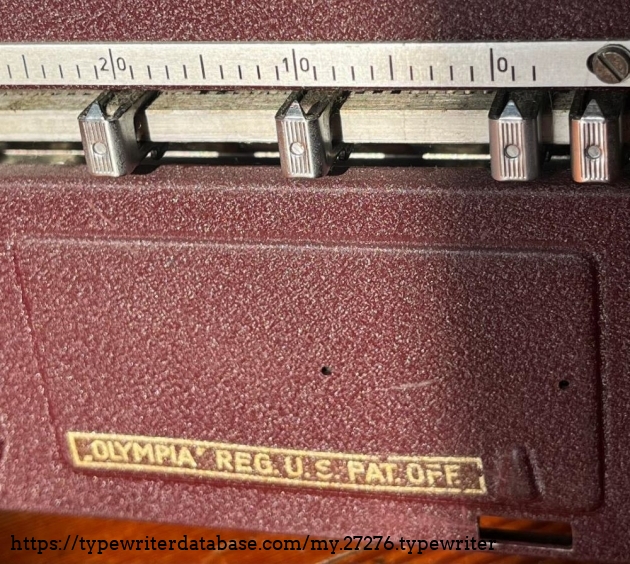 20 10 0
„OLYMPIA” REG. U.S. PAT. OFF.
https://typewriterdatabase.com/my.27276.typewriter